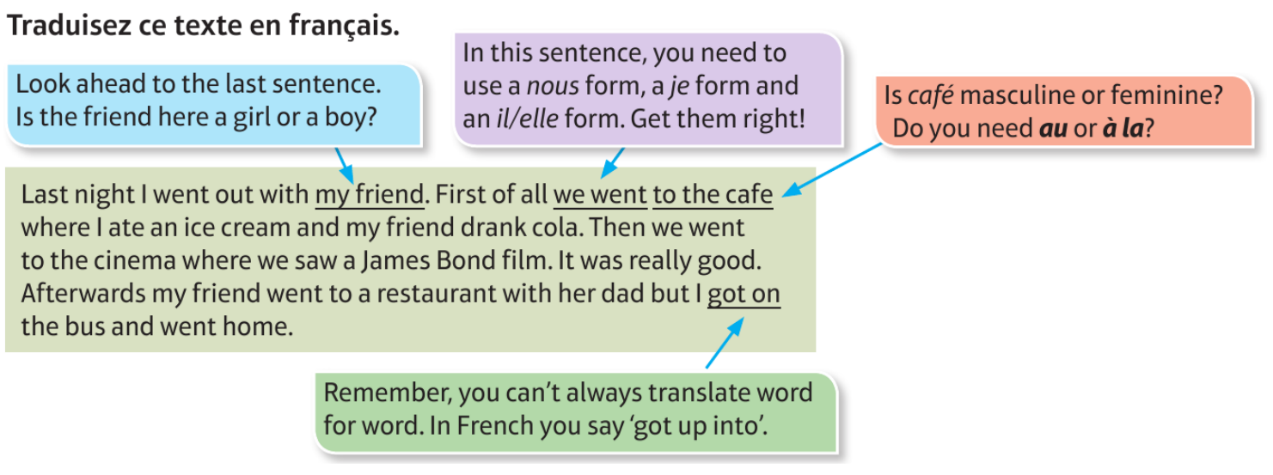 Traduisez ce texte en français.
Look ahead to the last sentence.
Is the friend here a girl or a boy?
In this sentence, you need to
use a nous form, a je form and
an il/elle form. Get them right!
Is café masculine or feminine?
Do you need au or à la?
Last night I went out with my friend. First of all we went to the cafe
where I ate an ice cream and my friend drank cola. Then we went
to the cinema where we saw a James Bond film. It was really good.
Afterwards my friend went to a restaurant with her dad but I got on
the bus and went home.
Remember, you can’t always translate word
for word. In French you say ‘got up into’.